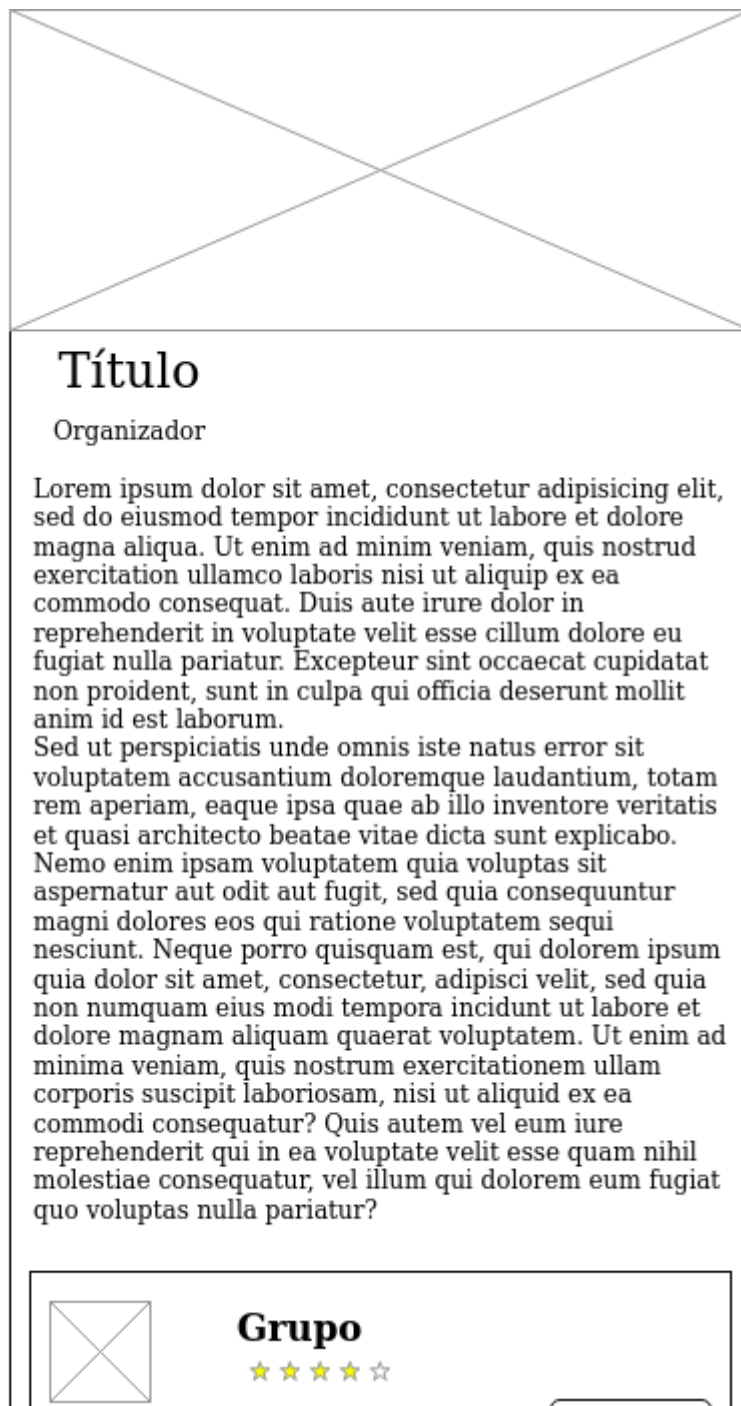 Título
Organizador
Lorem ipsum dolor sit amet, consectetur adipisicing elit,
sed do eiusmod tempor incididunt ut labore et dolore
magna aliqua. Ut enim ad minim veniam, quis nostrud
exercitation ullamco laboris nisi ut aliquip ex ea
commodo consequat. Duis aute irure dolor in
reprehenderit in voluptate velit esse cillum dolore eu
fugiat nulla pariatur. Excepteur sint occaecat cupidatat
non proident, sunt in culpa qui officia deserunt mollit
anim id est laborum.
Sed ut perspiciatis unde omnis iste natus error sit
voluptatem accusantium doloremque laudantium, totam
rem aperiam, eaque ipsa quae ab illo inventore veritatis
et quasi architecto beatae vitae dicta sunt explicabo.
Nemo enim ipsam voluptatem quia voluptas sit
aspernatur aut odit aut fugit, sed quia consequuntur
magni dolores eos qui ratione voluptatem sequi
nesciunt. Neque porro quisquam est, qui dolorem ipsum
quia dolor sit amet, consectetur, adipisci velit, sed quia
non numquam eius modi tempora incidunt ut labore et
dolore magnam aliquam quaerat voluptatem. Ut enim ad
minima veniam, quis nostrum exercitationem ullam
corporis suscipit laboriosam, nisi ut aliquid ex ea
commodi consequatur? Quis autem vel eum iure
reprehenderit qui in ea voluptate velit esse quam nihil
molestiae consequatur, vel illum qui dolorem eum fugiat
quo voluptas nulla pariatur?
Grupo